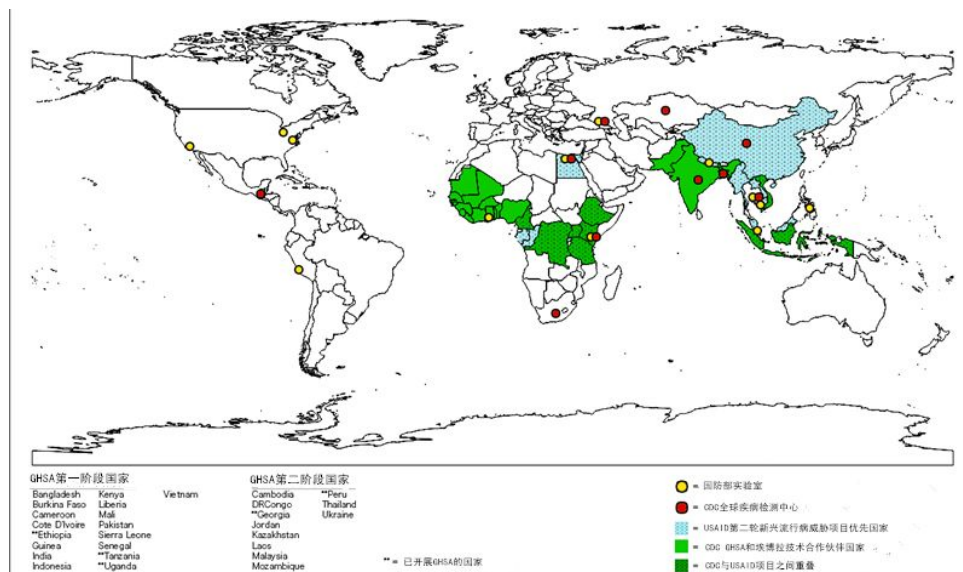 GHSA第一阶段国家
Bangladesh Kenya Vietnam
Burkina Faso Liberia
Cameroon Mali
Cote D'Ivoire Pakistan
**Ethiopia Sierra Leone
Guinea Senegal
India **Tanzania
Indonesia **Uganda
GHSA第二阶段国家
Cambodia **Peru
DRCongo Thailand
**Georgia Ukraine
Jordan
Kazakhstan
Laos
Malaysia
Mozambique
** = 已开展GHSA的国家
= 国防部实验室
= CDC全球疾病检测中心
= USAID第二轮新兴流行病威胁项目优先国家
= CDC GHSA和埃博拉技术合作伙伴国家
= CDC与USAID项目之间重叠